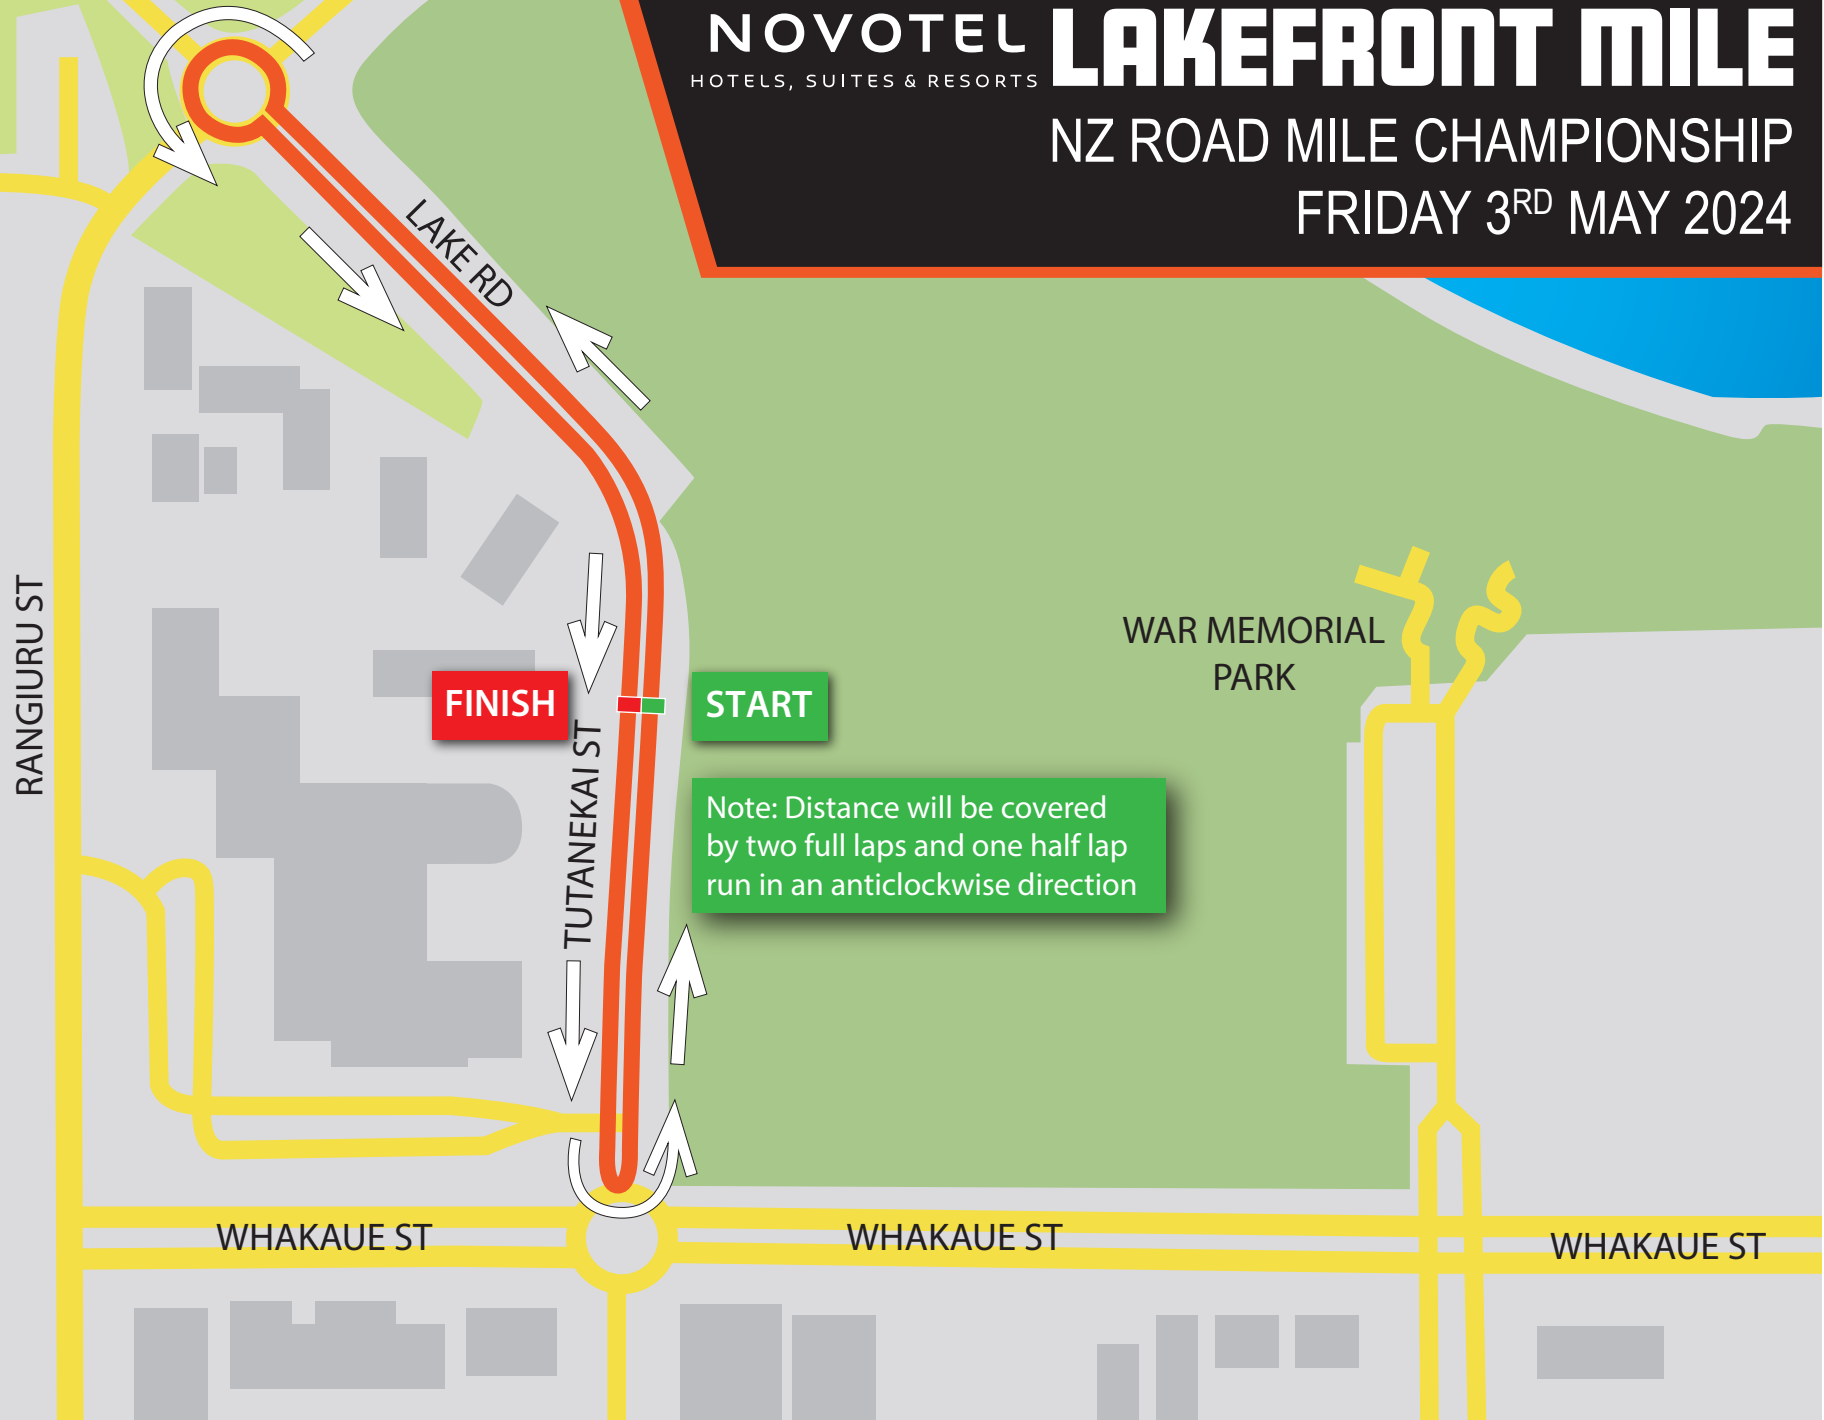 NOVOTEL
HOTELS, SUITES & RESORTS
LAKEFRONT MILE
NZ ROAD MILE CHAMPIONSHIP
FRIDAY 3RD MAY 2024
LAKE RD
RANGIURU ST
WAR MEMORIAL
PARK
FINISH
START
TUTANEKAI ST
Note: Distance will be covered
by two full laps and one half lap
run in an anticlockwise direction
WHAKAUE ST
WHAKAUE ST
WHAKAUE ST